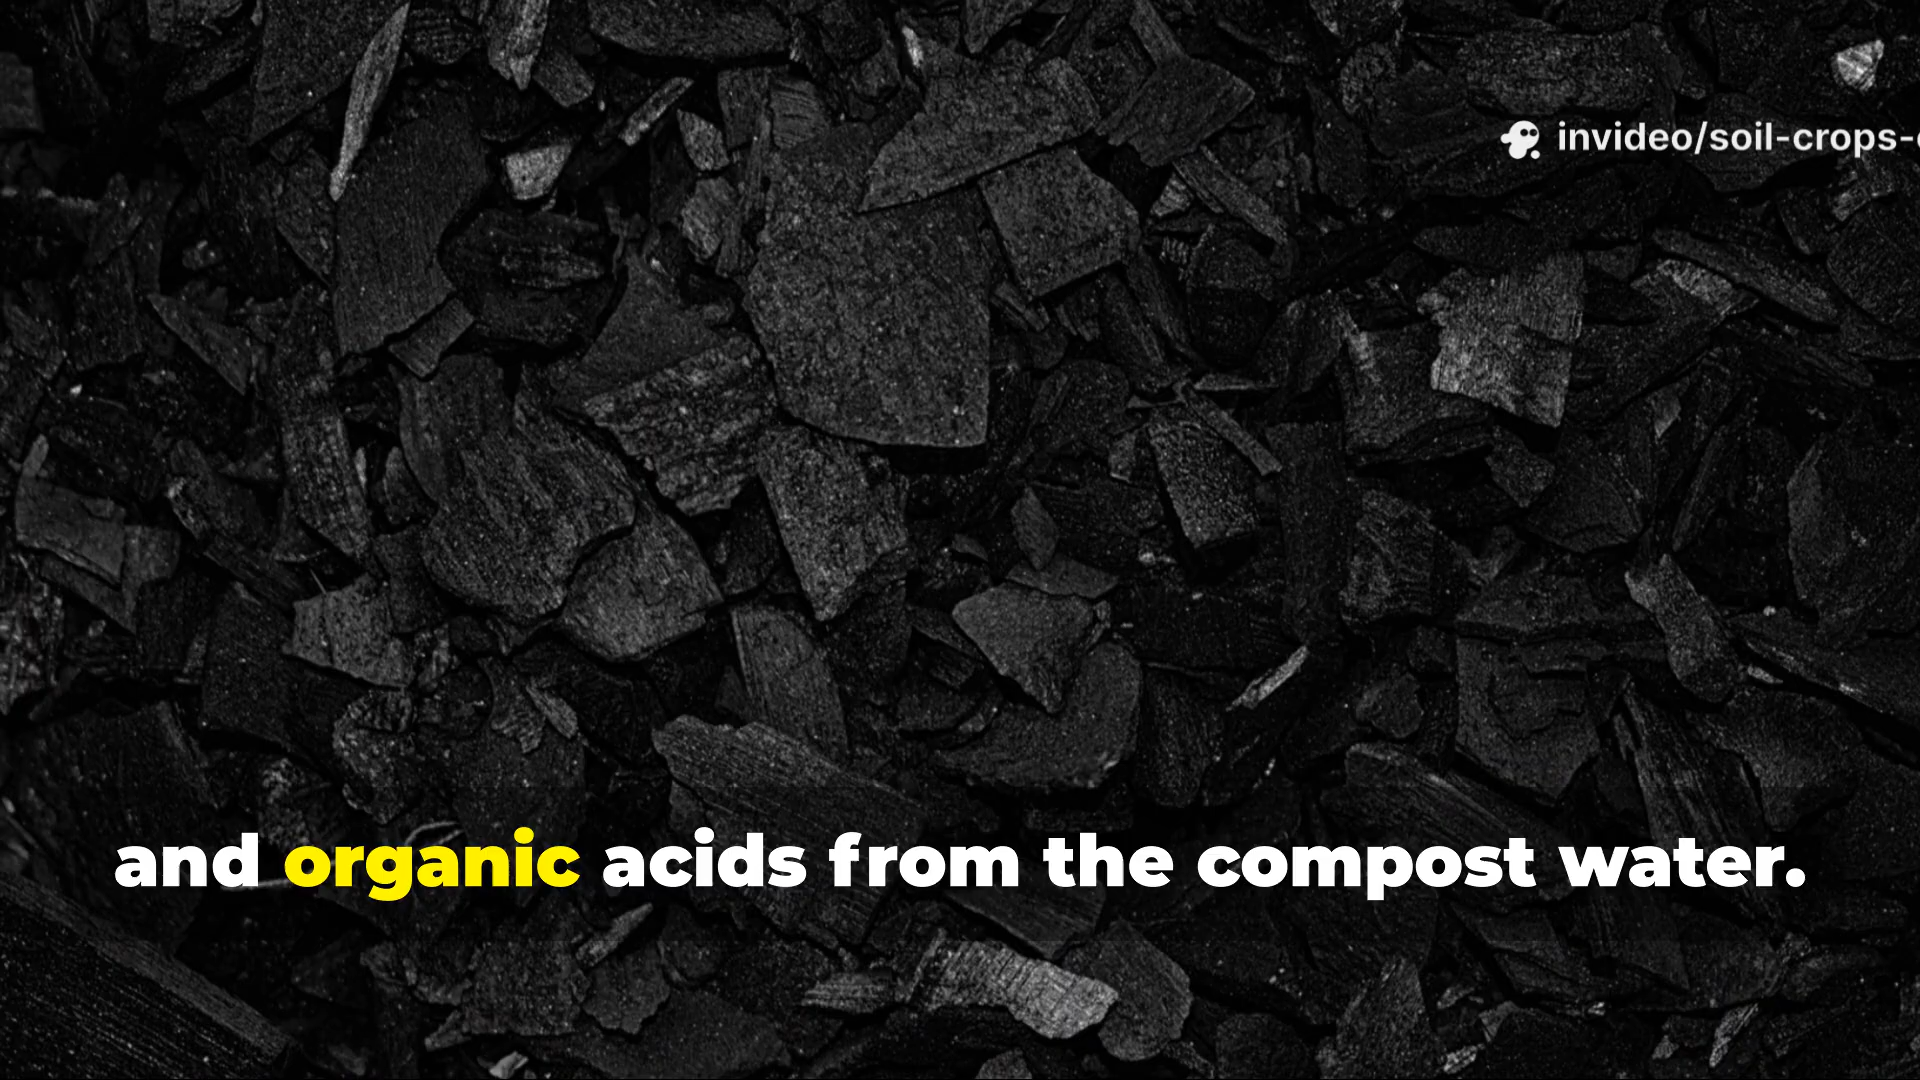 invideo/soil-crops-
and organic acids from the compost water.